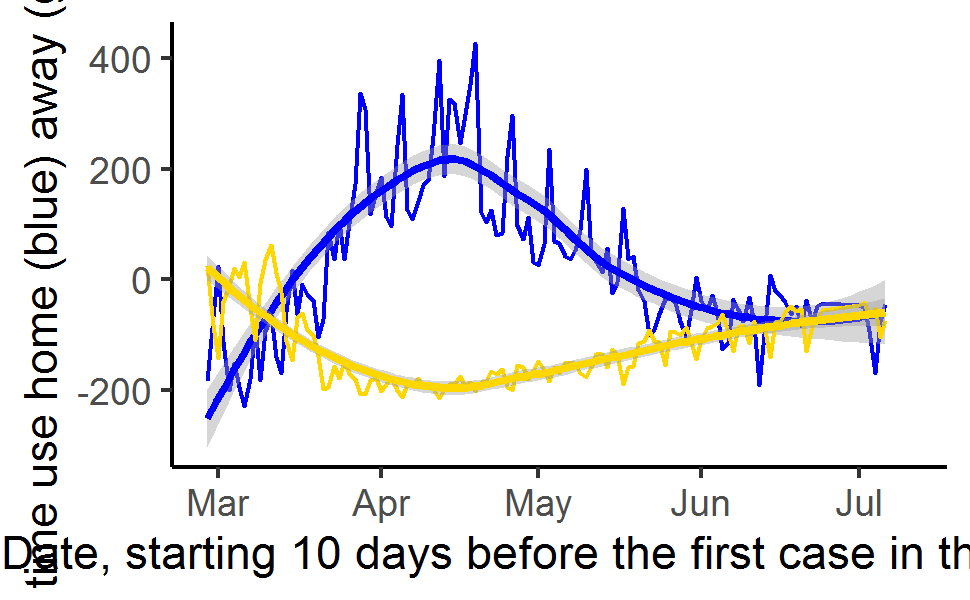 time use home (blue) away (
400
200
0
-200
Mar Apr May Jun Jul
Date, starting 10 days before the first case in th